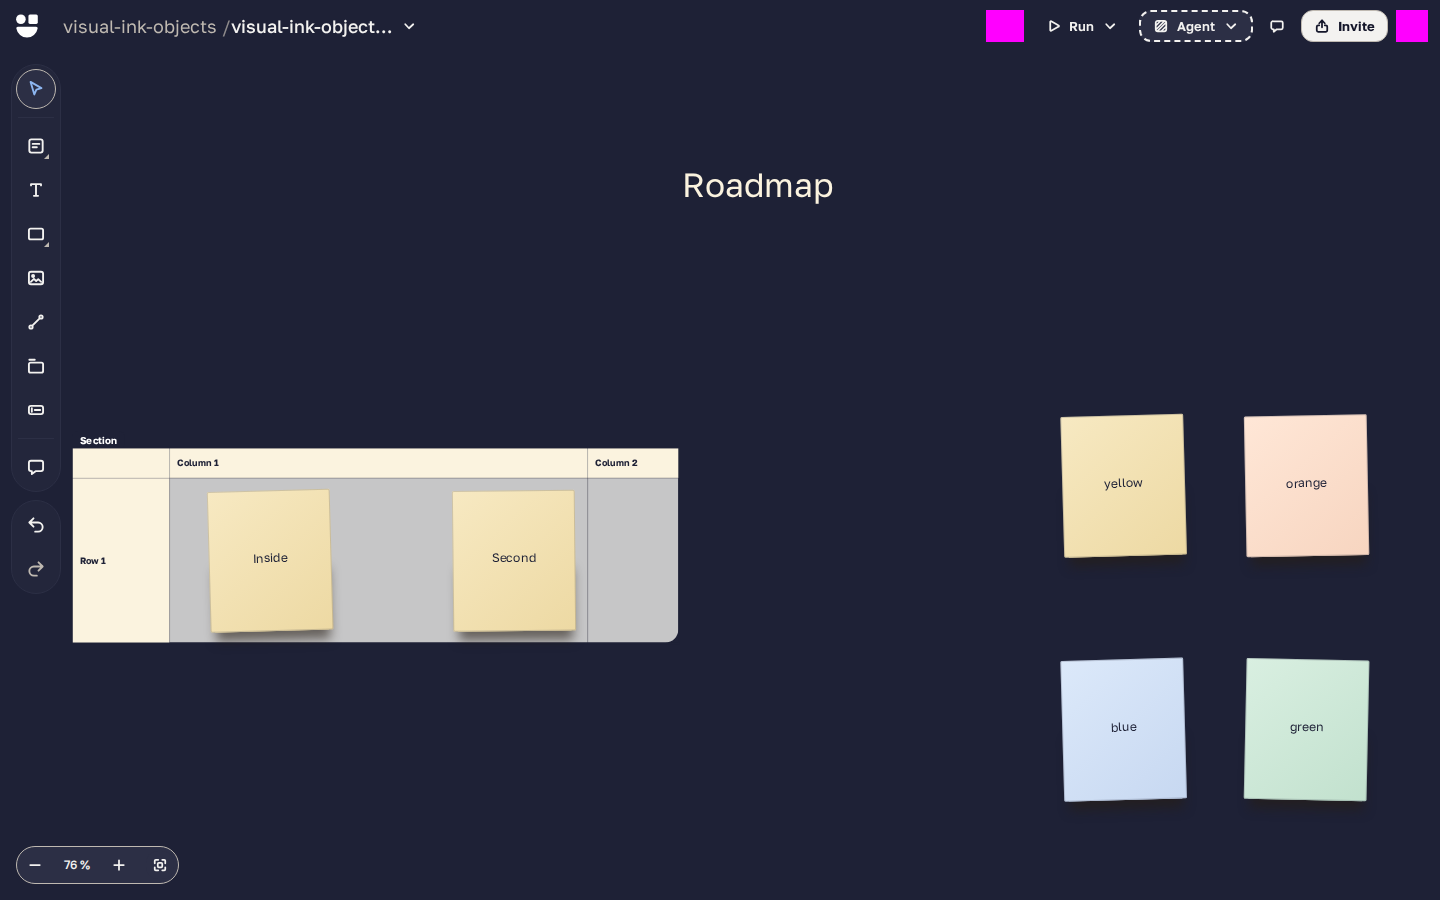 visual-ink-objects /visual-ink-object...
Run
Agent
Invite
Roadmap
Section
Column 1
Column 2
Row 1
Inside
Second
yellow
orange
blue
green
76 %